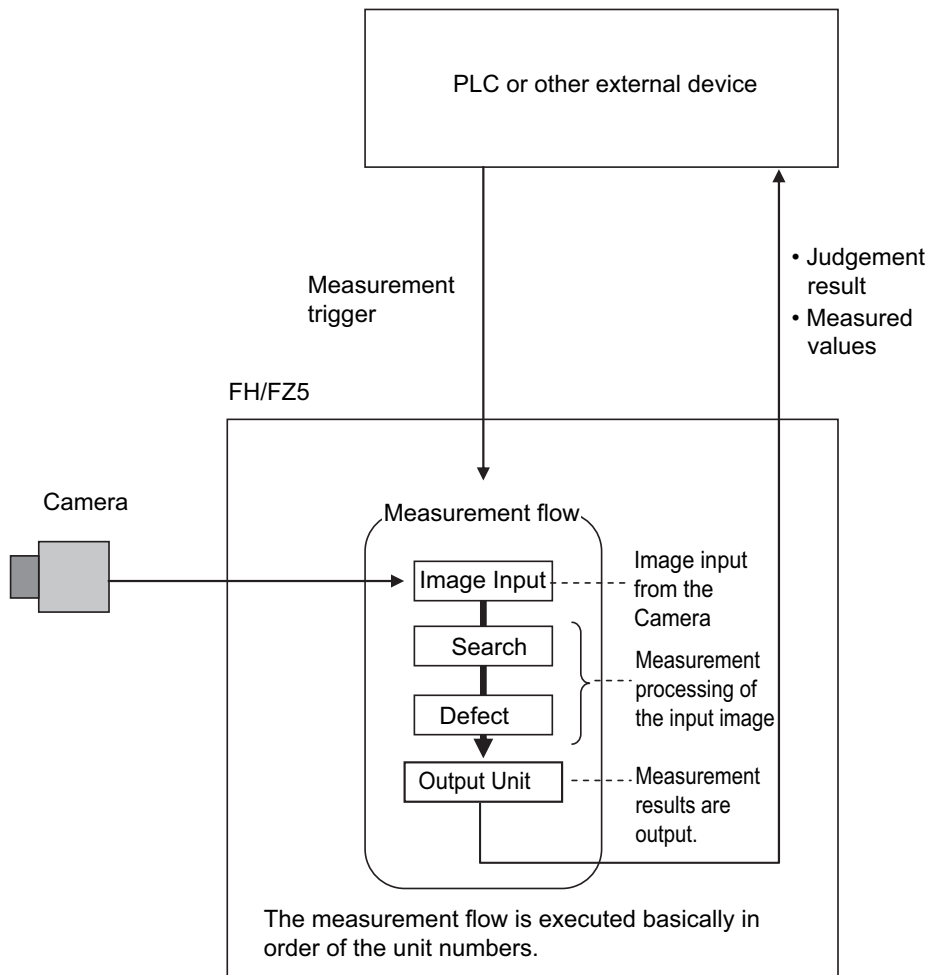 PLC or other external device
Measurement
trigger
• Judgement
result
• Measured
values
FH/FZ5
Camera
Measurement flow
Image Input
Search
Defect
Output Unit
Image input
from the
Camera
Measurement
processing of
the input image
Measurement
results are
output.
The measurement flow is executed basically in
order of the unit numbers.